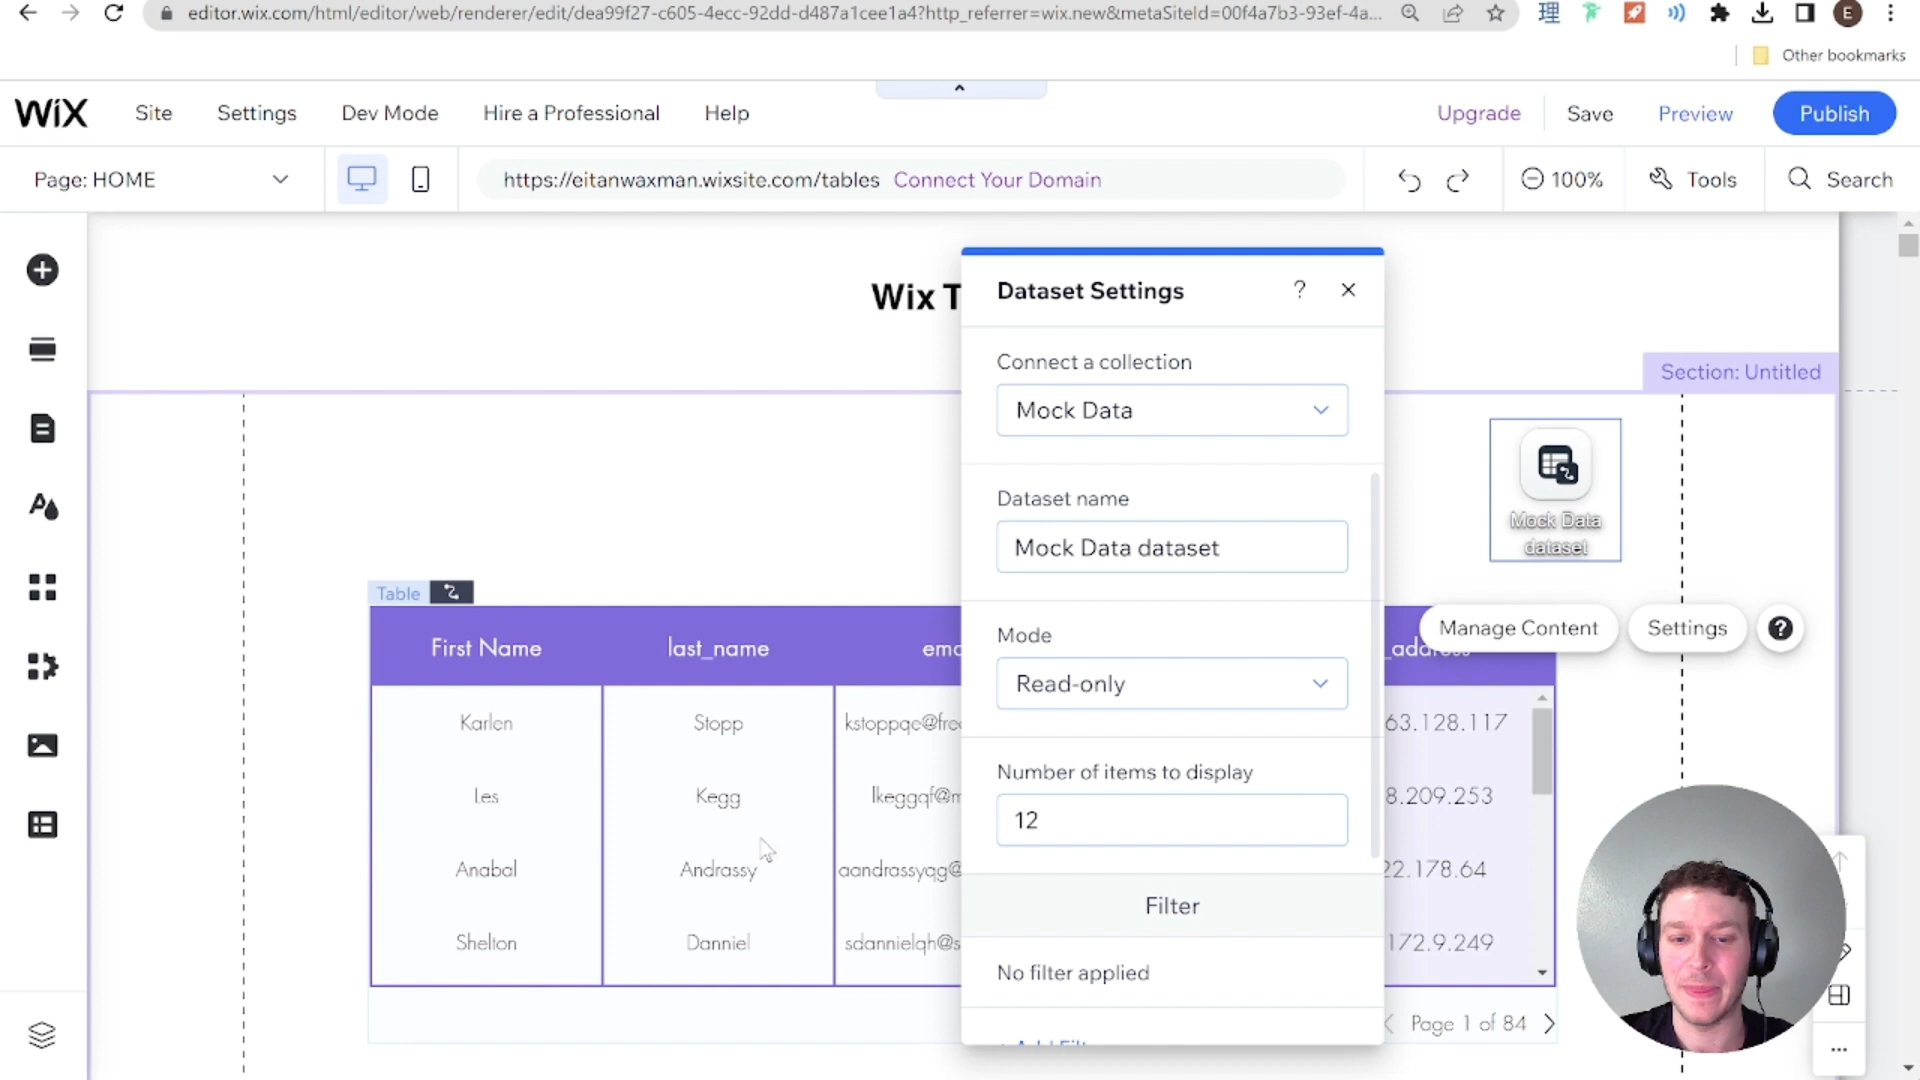 editor.wix.com/html/editor/web/renderer/edit/dea99f27-c605-4ecc-92dd-d487a1cee1a4?http_referrer=wix.new&metaSiteId=00f4a7b3-93ef-4a...
理
E
Other bookmarks
WiX
Site
Settings
Dev Mode
Hire a Professional
Help
Upgrade
Save
Preview
Publish
Page: HOME
https://eitanwaxman.wixsite.com/tables
Connect Your Domain
100%
Tools
Search
Wix T
Dataset Settings
?
Section: Untitled
Connect a collection
Mock Data
Mock Data
dataset
Dataset name
Mock Data dataset
Table
Mode
Manage Content
Settings
?
First Name
last_name
ema
_address
Read-only
Karlen
Stopp
kstoppqe@free
63.128.117
Number of items to display
Les
Kegg
lkeggqf@m
8.209.253
12
Anabal
Andrassy
aandrassyqg@
22.178.64
Filter
Shelton
Danniel
sdannielqh@s
172.9.249
No filter applied
Page 1 of 84